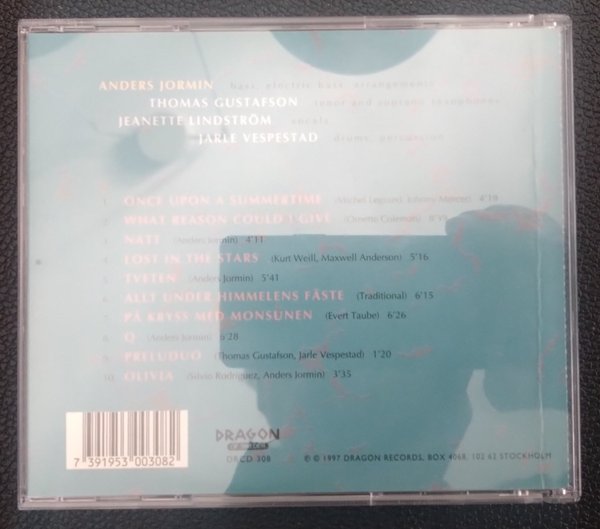 ANDERS JORMIN bass, electric bass, arrangements
THOMAS GUSTAFSON tenor and soprano saxophones
JEANETTE LINDSTRÖM vocals
JARLE VESPESTAD drums, percussion
1. ONCE UPON A SUMMERTIME (Michel Legrand, Johnny Mercer) 4'19
2. WHAT REASON COULD I GIVE (Ornette Coleman) 8'39
3. NATT (Anders Jormin) 4'11
4. LOST IN THE STARS (Kurt Weill, Maxwell Anderson) 5'16
5. TVETEN (Anders Jormin) 5'41
6. ALLT UNDER HIMMELENS FÄSTE (Traditional) 6'15
7. PÅ KRYSS MED MONSUNEN (Evert Taube) 6'26
8. Q (Anders Jormin) 6'28
9. PRELUDUO (Thomas Gustafson, Jarle Vespestad) 1'20
10. OLIVIA (Silvio Rodriguez, Anders Jormin) 3'35
DRAGON
DRCD 308
℗ © 1997 DRAGON RECORDS, BOX 4068, 102 62 STOCKHOLM
7 391953 003082